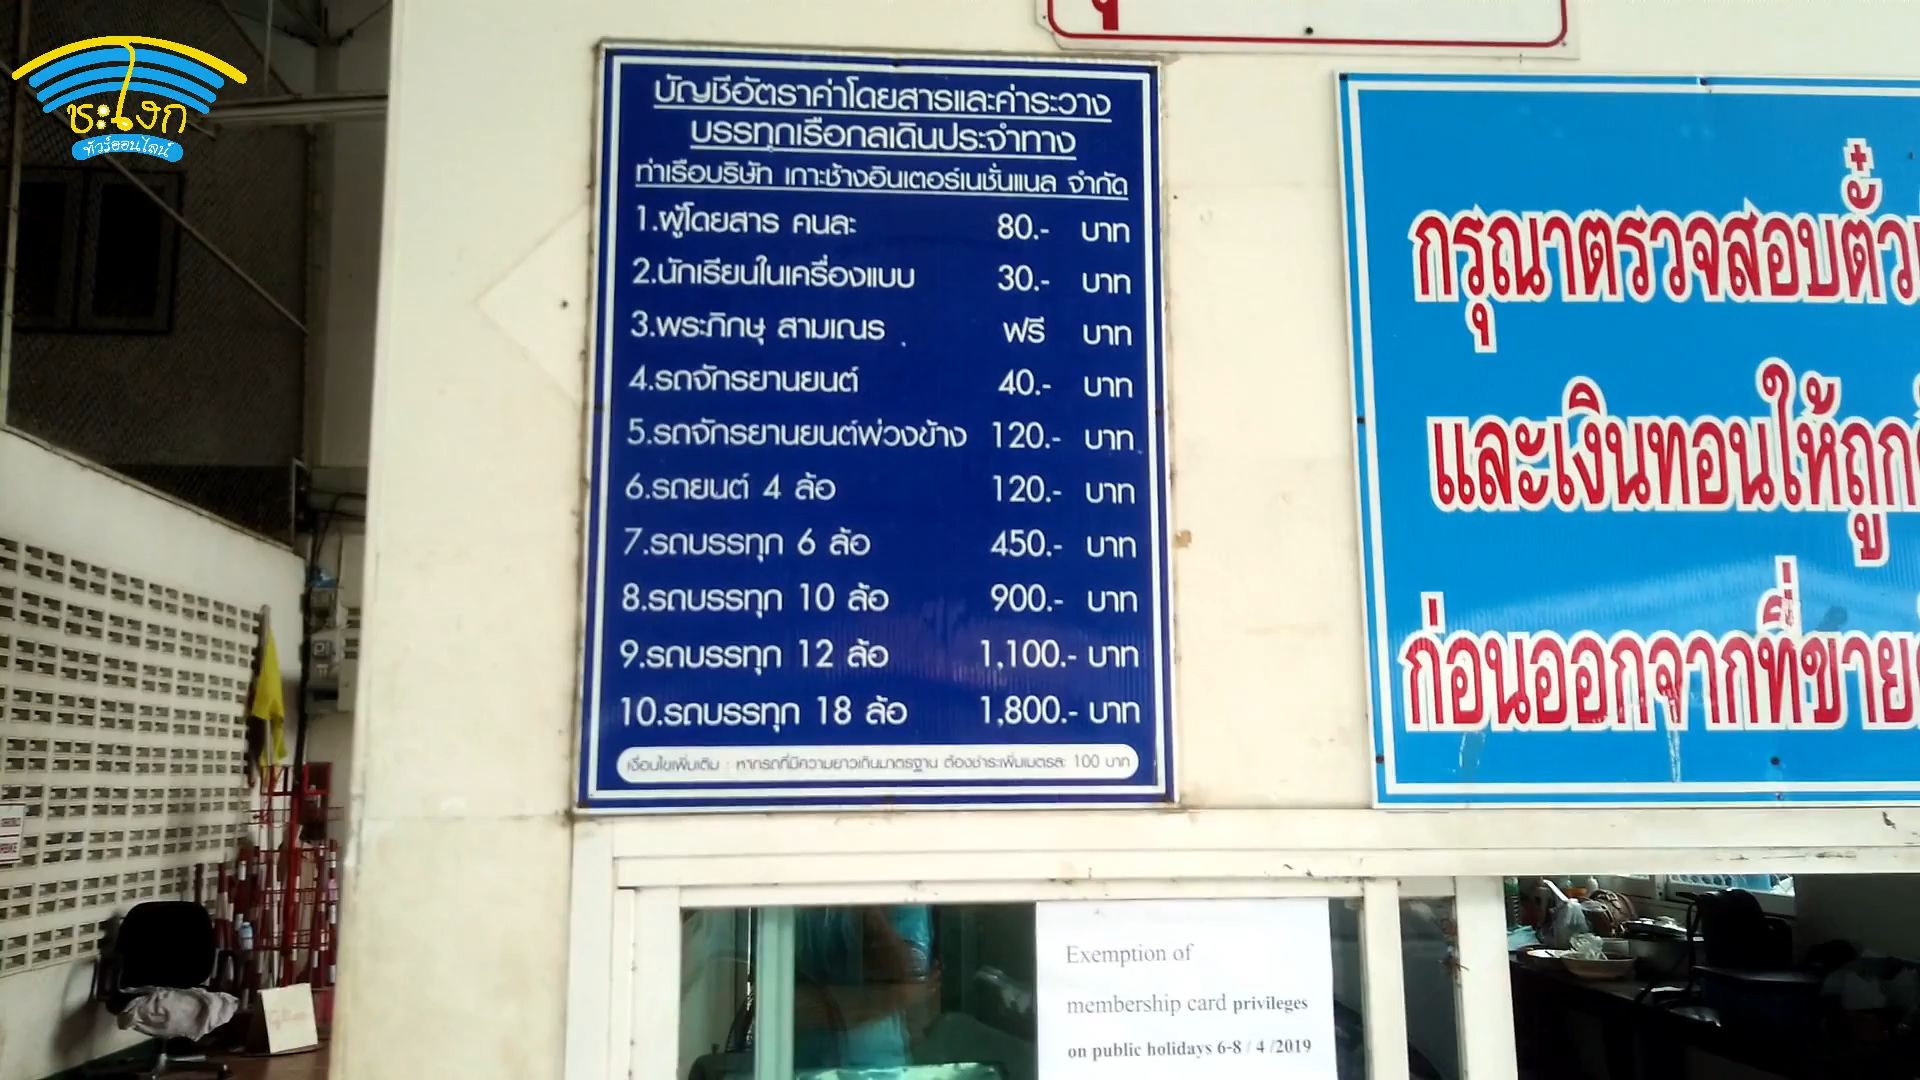 ชะโงก
ทัวร์ออนไลน์
บัญชีอัตราค่าโดยสารและค่าระวาง
บรรทุกเรือกลเดินประจำทาง
ท่าเรือบริษัท เกาะช้างอินเตอร์เนชั่นแนล จำกัด
1.ผู้โดยสาร คนละ 80.- บาท
2.นักเรียนในเครื่องแบบ 30.- บาท
3.พระภิกษุ สามเณร ฟรี บาท
4.รถจักรยานยนต์ 40.- บาท
5.รถจักรยานยนต์พ่วงข้าง 120.- บาท
6.รถยนต์ 4 ล้อ 120.- บาท
7.รถบรรทุก 6 ล้อ 450.- บาท
8.รถบรรทุก 10 ล้อ 900.- บาท
9.รถบรรทุก 12 ล้อ 1,100.- บาท
10.รถบรรทุก 18 ล้อ 1,800.- บาท
เงื่อนไขเพิ่มเติม : หากรถที่มีความยาวเกินมาตรฐาน ต้องชำระเพิ่มเมตรละ 100 บาท
กรุณาตรวจสอบตั๋ว
และเงินทอนให้ถูก
ก่อนออกจากที่ขาย
Exemption of
membership card privileges
on public holidays 6-8 / 4 /2019